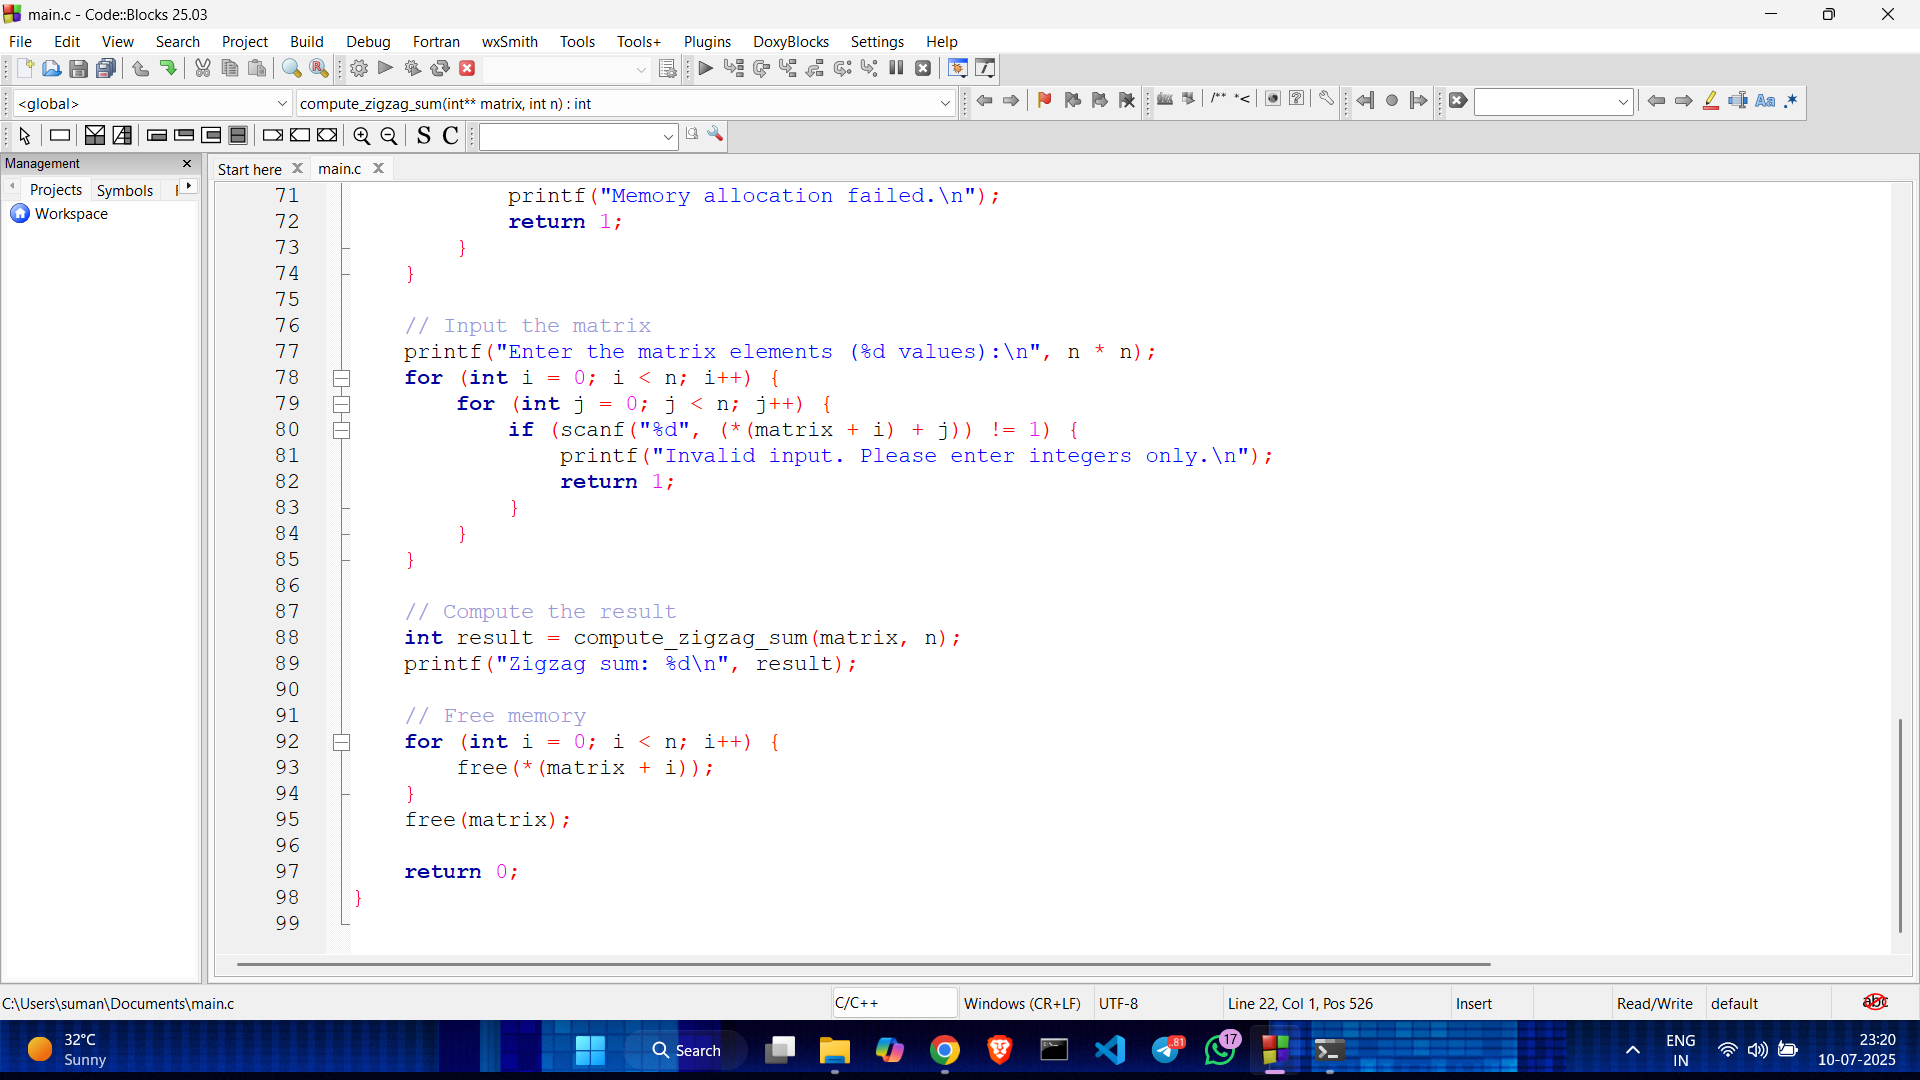 main.c - Code::Blocks 25.03
File Edit View Search Project Build Debug Fortran wxSmith Tools Tools+ Plugins DoxyBlocks Settings Help
<global> compute_zigzag_sum(int** matrix, int n) : int
/** *< Aa .*
S C
Management
Start here main.c
Projects Symbols
Workspace
71 printf("Memory allocation failed.\n");
72 return 1;
73 }
74 }
75
76 // Input the matrix
77 printf("Enter the matrix elements (%d values):\n", n * n);
78 for (int i = 0; i < n; i++) {
79 for (int j = 0; j < n; j++) {
80 if (scanf("%d", (*(matrix + i) + j)) != 1) {
81 printf("Invalid input. Please enter integers only.\n");
82 return 1;
83 }
84 }
85 }
86
87 // Compute the result
88 int result = compute_zigzag_sum(matrix, n);
89 printf("Zigzag sum: %d\n", result);
90
91 // Free memory
92 for (int i = 0; i < n; i++) {
93 free(*(matrix + i));
94 }
95 free(matrix);
96
97 return 0;
98 }
99
C:\Users\suman\Documents\main.c C/C++ Windows (CR+LF) UTF-8 Line 22, Col 1, Pos 526 Insert Read/Write default abc
32°C
Sunny
Search
81
17
ENG
IN
23:20
10-07-2025